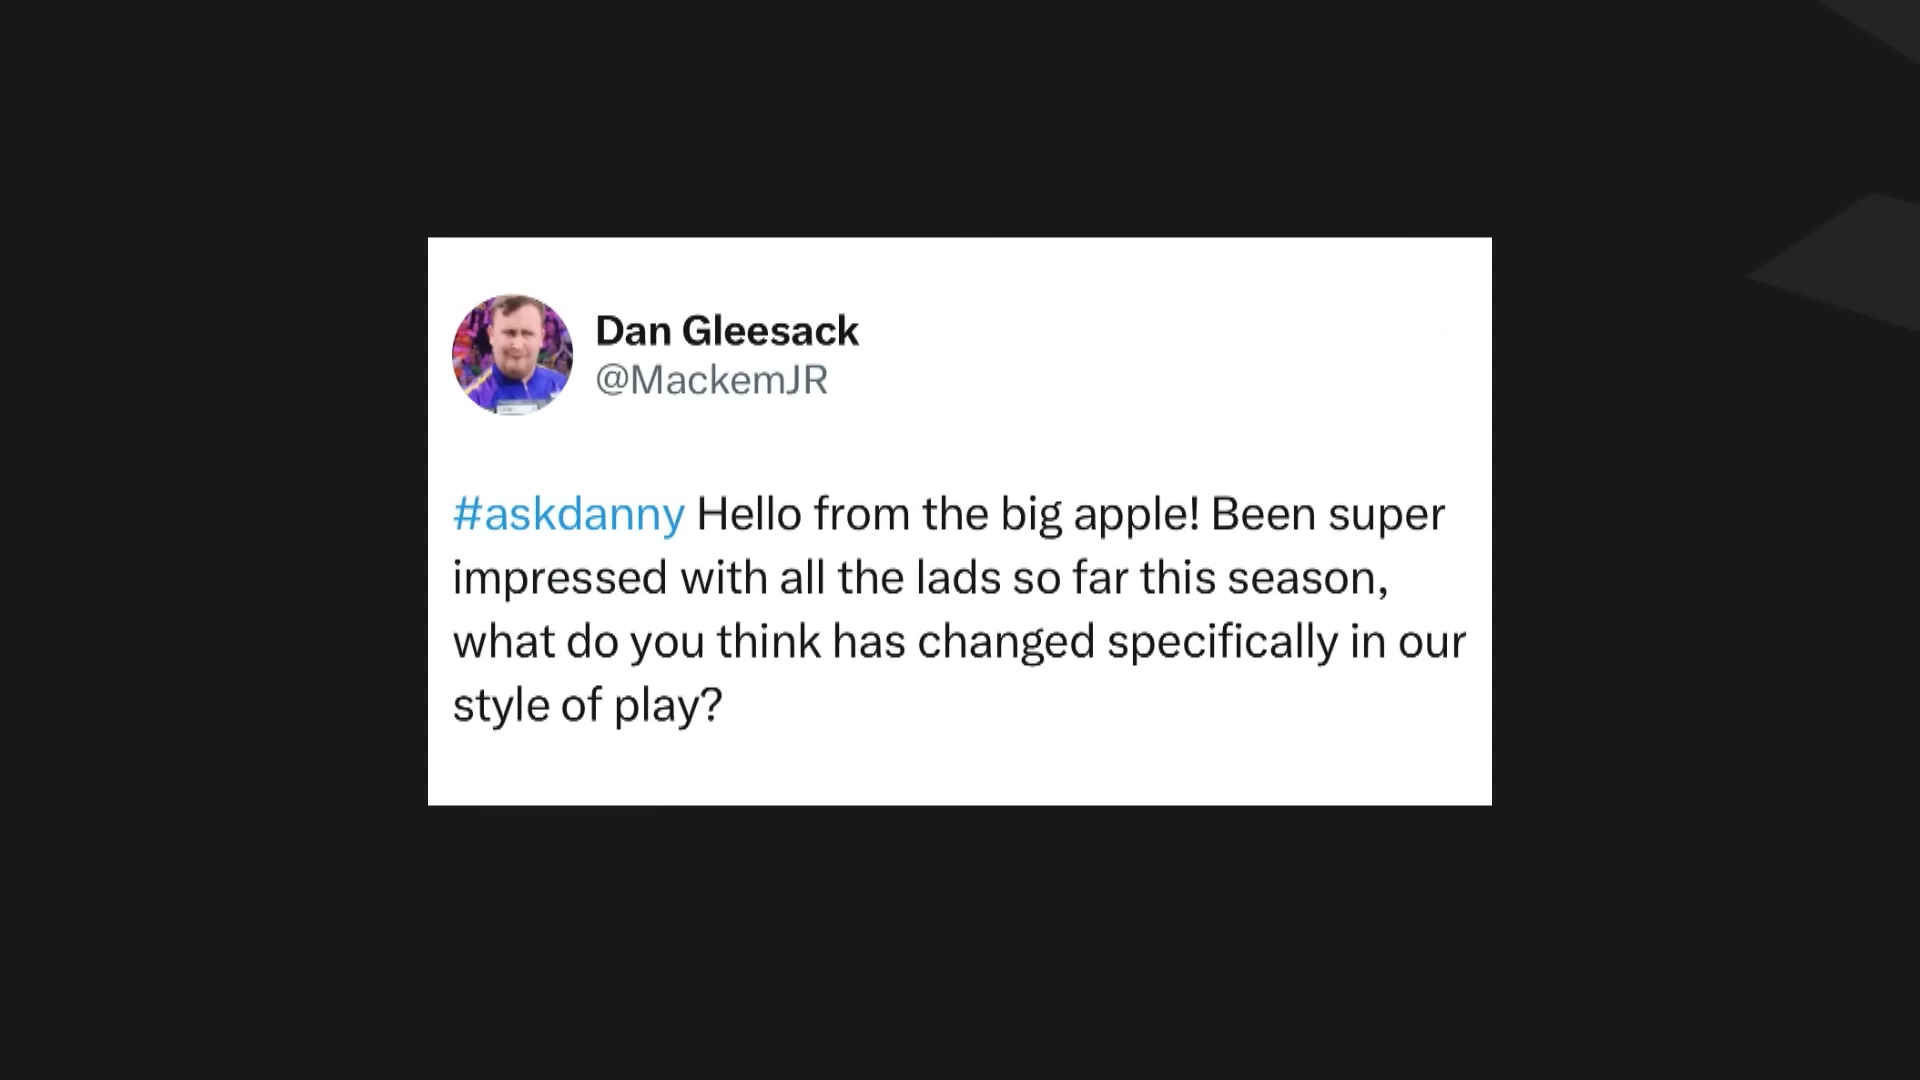 Dan Gleesack
@MackemJR
#askdanny Hello from the big apple! Been super
impressed with all the lads so far this season,
what do you think has changed specifically in our
style of play?